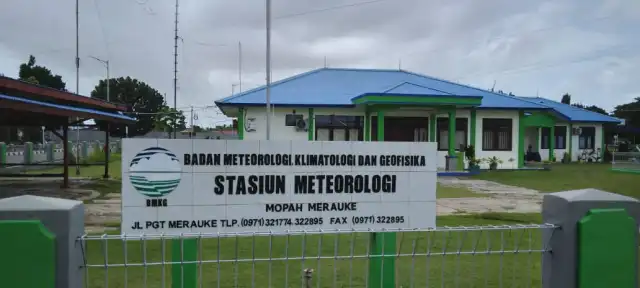 BADAN METEOROLOGI KLIMATOLOGI DAN GEOFISIKA
STASIUN METEOROLOGI
MOPAH MERAUKE
BMKG
JL PGT MERAUKE TLP. (0971) 321774. 322895 FAX (0971) 322895